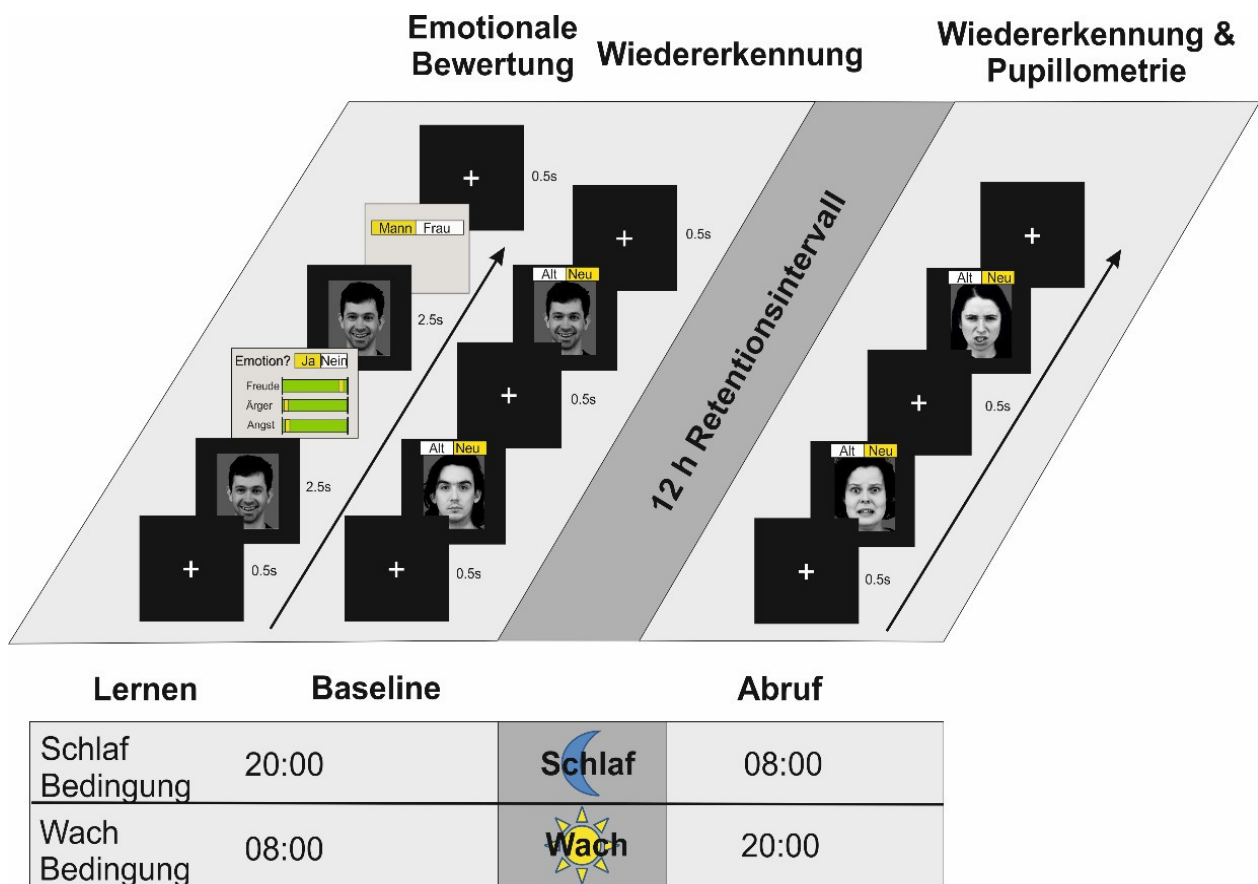 Emotionale
Bewertung
Wiedererkennung
Wiedererkennung &
Pupillometrie
0.5s
Mann Frau
2.5s
Emotion? Ja Nein
Freude
Ärger
Angst
2.5s
0.5s
0.5s
Alt Neu
0.5s
Alt Neu
0.5s
12 h Retentionsintervall
Alt Neu
0.5s
Alt Neu
0.5s
Lernen
Baseline
Abruf
Schlaf
Bedingung
20:00
Schlaf
08:00
Wach
Bedingung
08:00
Wach
20:00